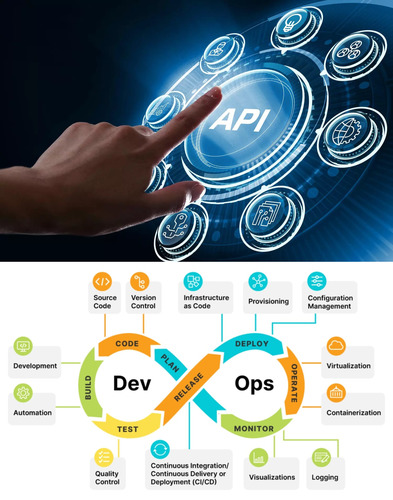 API
Source
Code
Version
Control
Infrastructure
as Code
Provisioning
Configuration
Management
CODE
PLAN
DEPLOY
Development
BUILD
Dev
RELEASE
Ops
OPERATE
Virtualization
Automation
TEST
MONITOR
Containerization
Quality
Control
Continuous Integration/
Continuous Delivery or
Deployment (CI/CD)
Visualizations
Logging